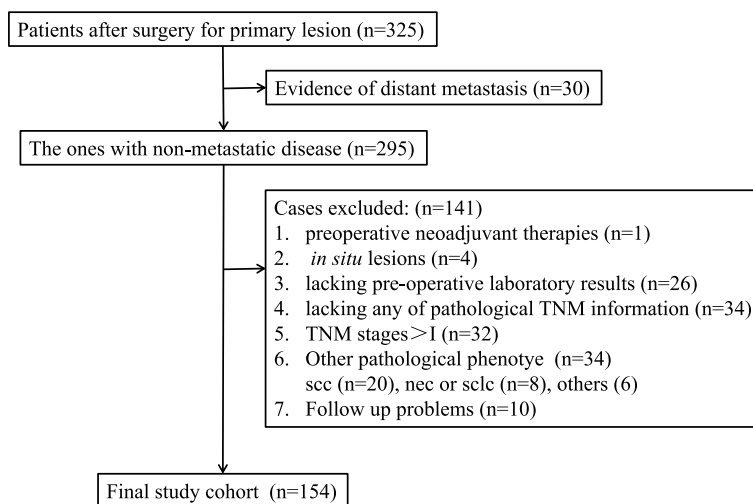 Patients after surgery for primary lesion (n=325)
Evidence of distant metastasis (n=30)
The ones with non-metastatic disease (n=295)
Cases excluded: (n=141)
1. preoperative neoadjuvant therapies (n=1)
2. in situ lesions (n=4)
3. lacking pre-operative laboratory results (n=26)
4. lacking any of pathological TNM information (n=34)
5. TNM stages>I (n=32)
6. Other pathological phenotye (n=34)
scc (n=20), nec or sclc (n=8), others (6)
7. Follow up problems (n=10)
Final study cohort (n=154)